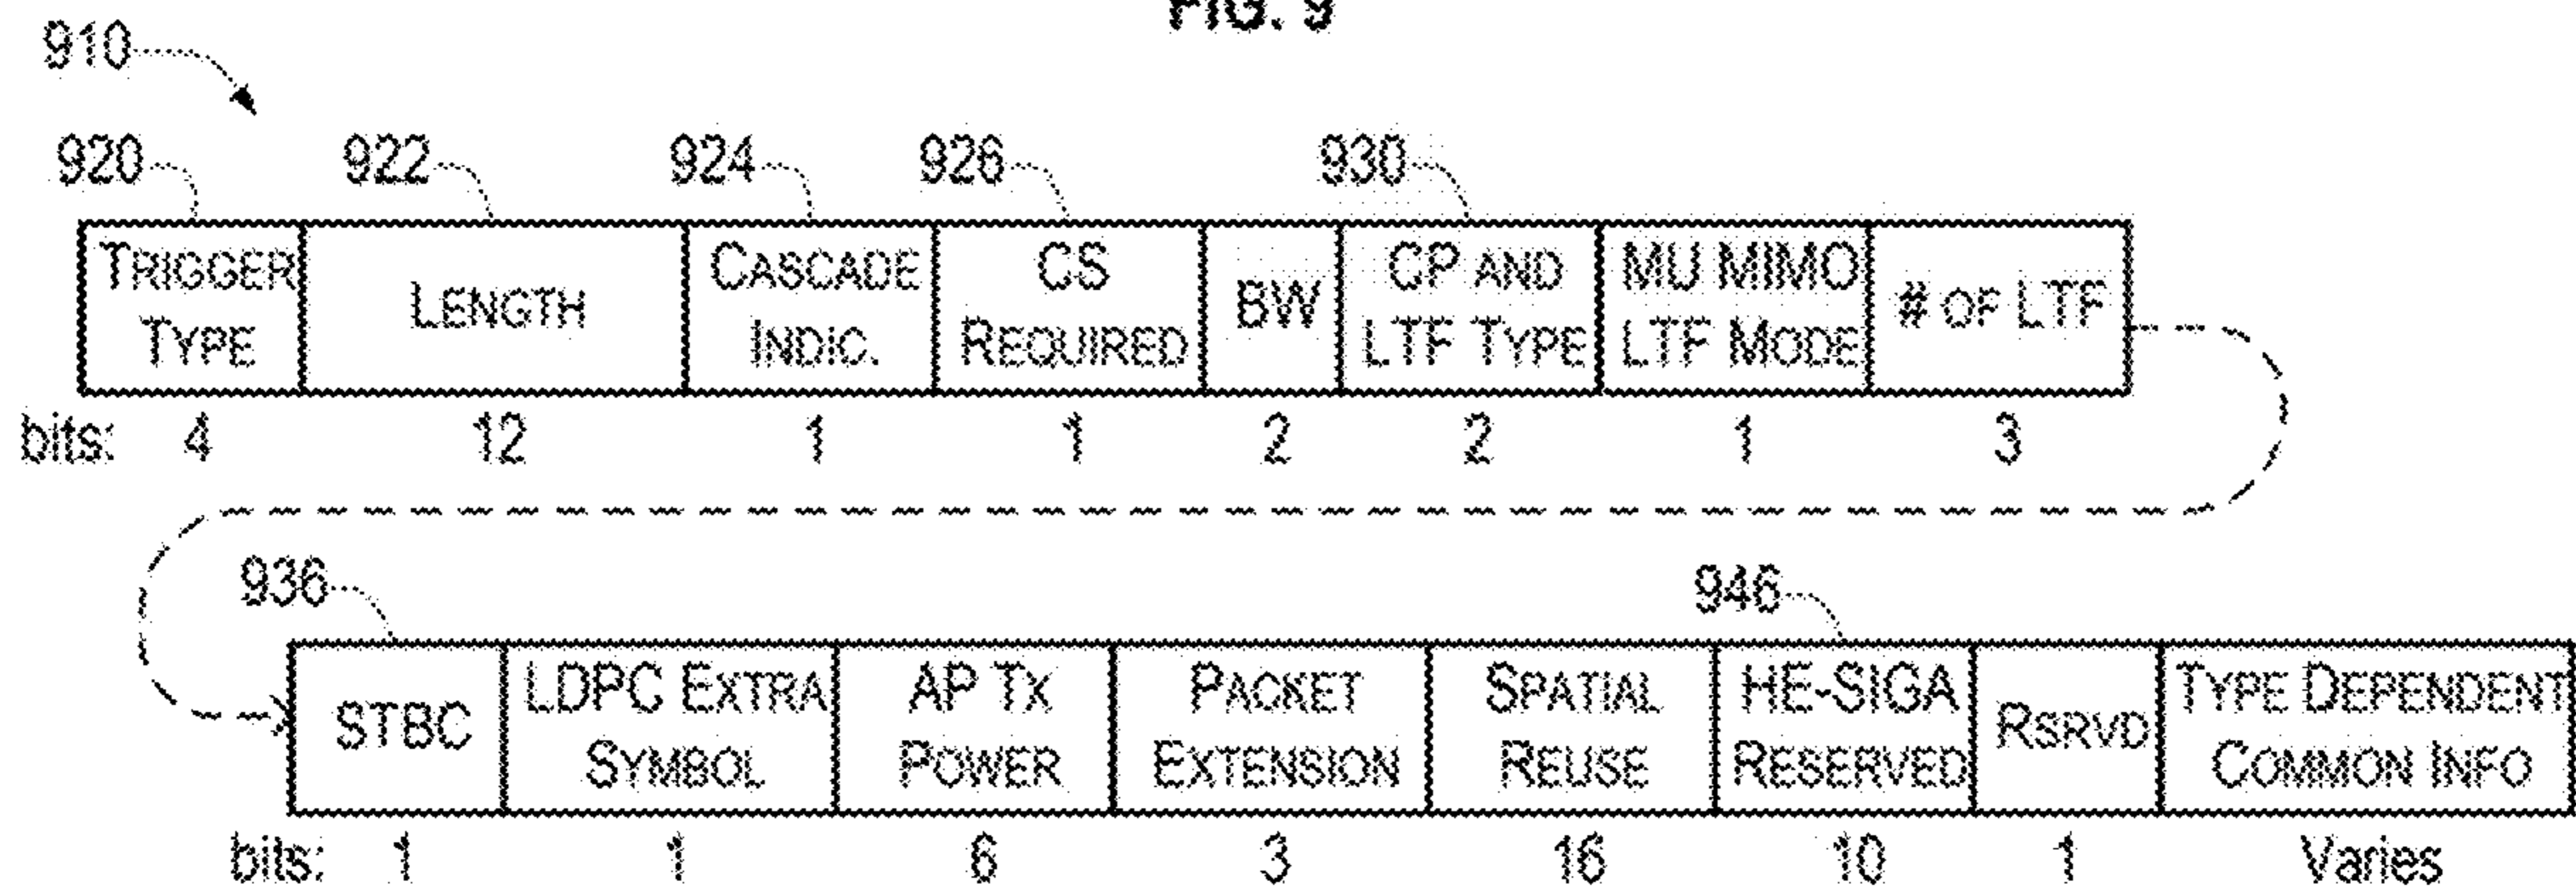 FIG. 9
910
920 922 924 926 930
TRIGGER TYPE LENGTH CASCADE INDIC. CS REQUIRED BW CP AND LTF TYPE MU MIMO LTF MODE # OF LTF
bits: 4 12 1 1 2 2 1 3
936 946
STBC LDPC EXTRA SYMBOL AP TX POWER PACKET EXTENSION SPATIAL REUSE HE-SIGA RESERVED RSRVD TYPE DEPENDENT COMMON INFO
bits: 1 1 6 3 16 10 1 Varies